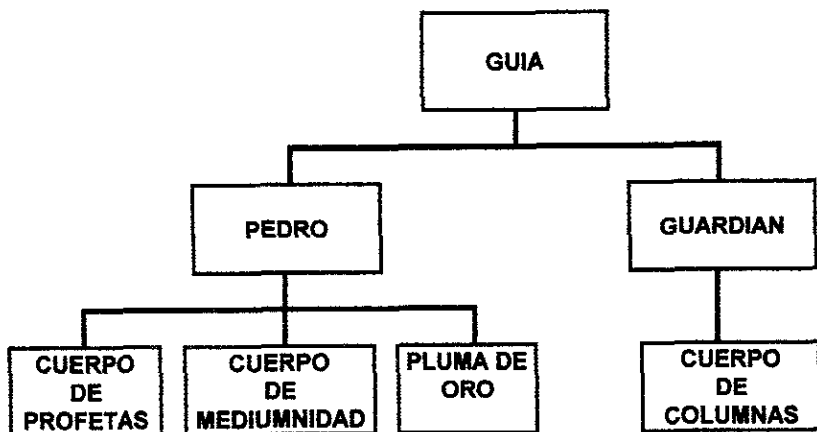 GUIA
PEDRO
GUARDIAN
CUERPO
DE
PROFETAS
CUERPO
DE
MEDIUMNIDAD
PLUMA DE
ORO
CUERPO
DE
COLUMNAS